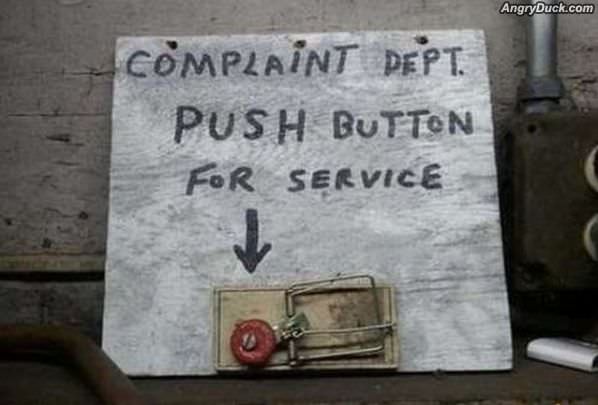 AngryDuck.com
COMPLAINT DEPT.
PUSH BUTTON
FOR SERVICE